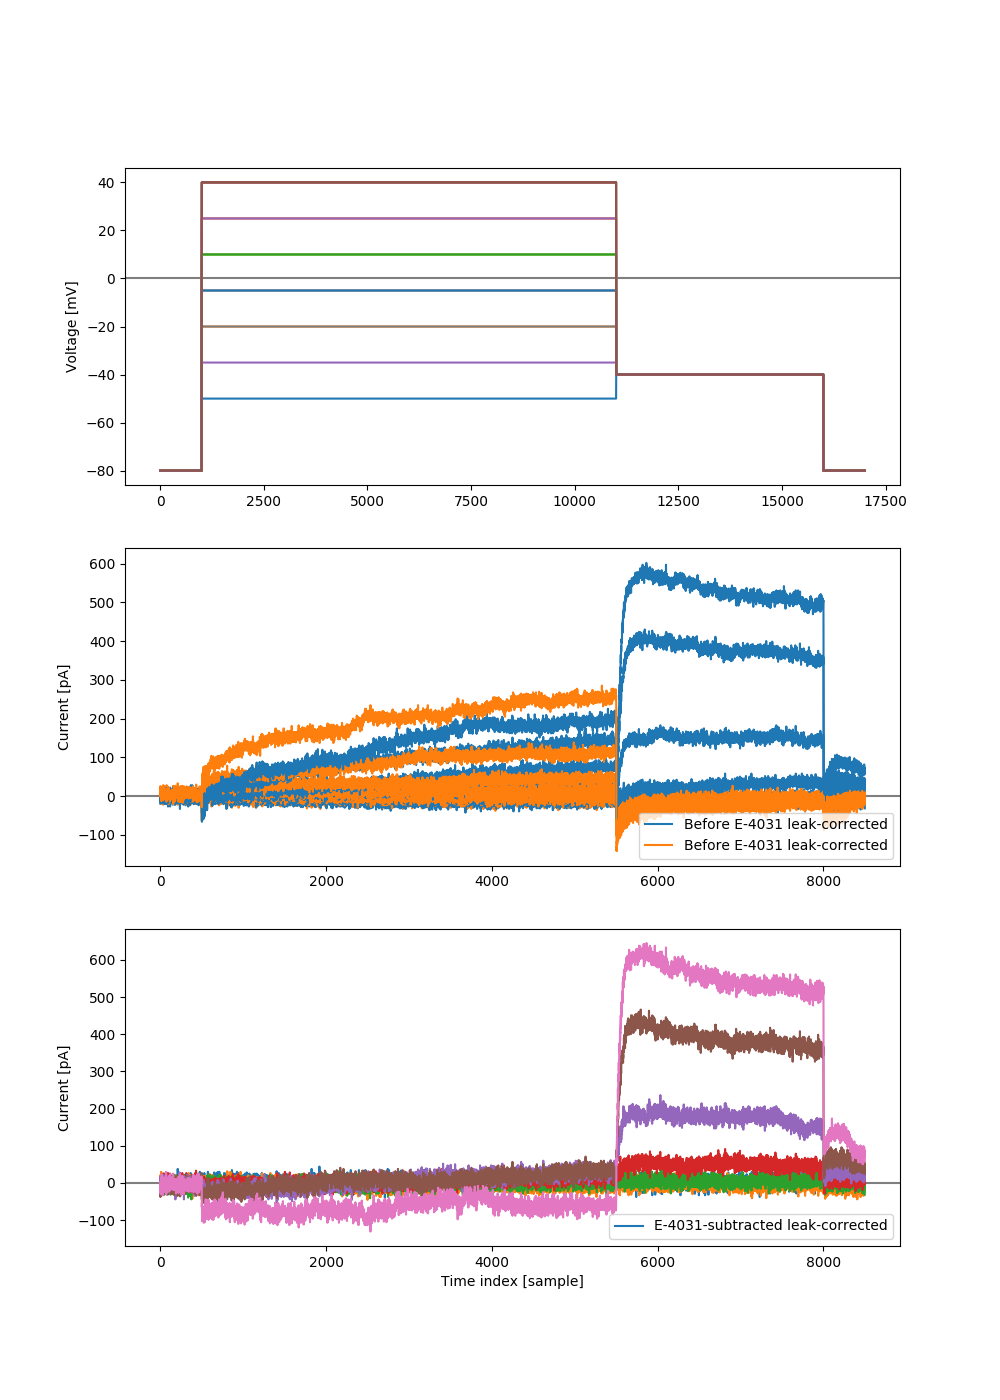 40
20
0
−20
−40
−60
−80
Voltage [mV]
0 2500 5000 7500 10000 12500 15000 17500
600
500
400
300
200
100
0
−100
Current [pA]
Before E-4031 leak-corrected
Before E-4031 leak-corrected
0 2000 4000 6000 8000
600
500
400
300
200
100
0
−100
Current [pA]
E-4031-subtracted leak-corrected
0 2000 4000 6000 8000
Time index [sample]